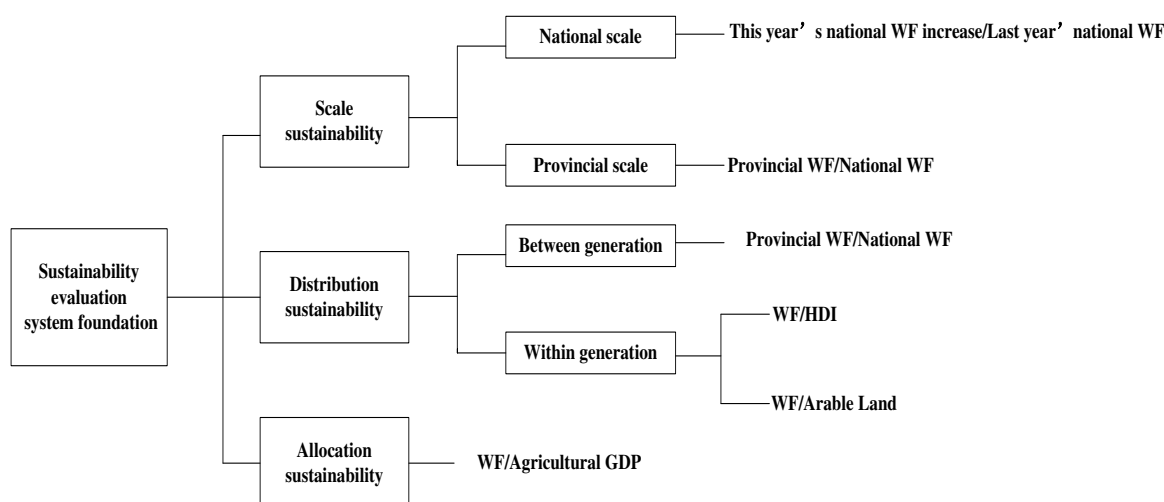 Sustainability
evaluation
system foundation
Scale
sustainability
National scale
This year’s national WF increase/Last year’ national WF
Provincial scale
Provincial WF/National WF
Distribution
sustainability
Between generation
Provincial WF/National WF
Within generation
WF/HDI
WF/Arable Land
Allocation
sustainability
WF/Agricultural GDP